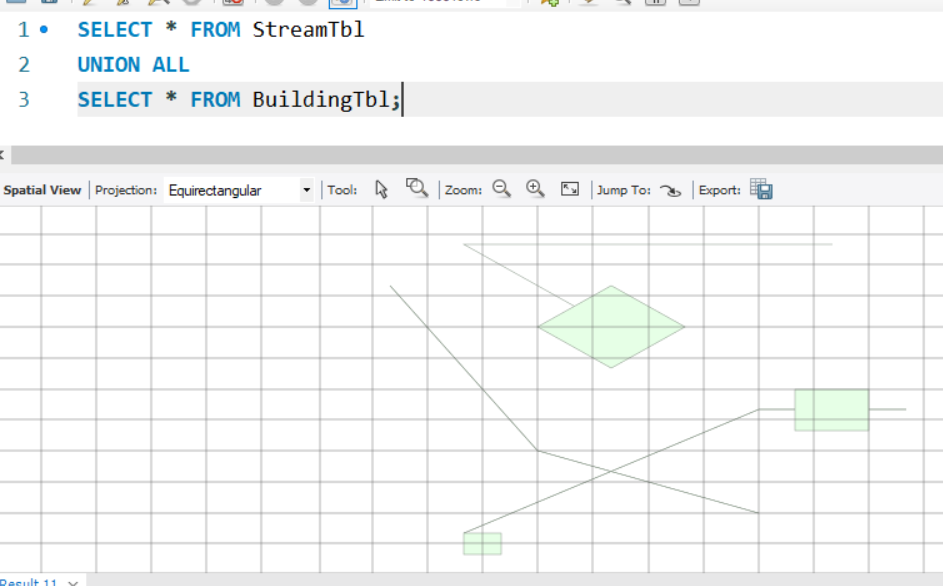 1 SELECT * FROM StreamTbl
2 UNION ALL
3 SELECT * FROM BuildingTbl;
Spatial View Projection: Equirectangular Tool: Zoom: Jump To: Export:
Result 11